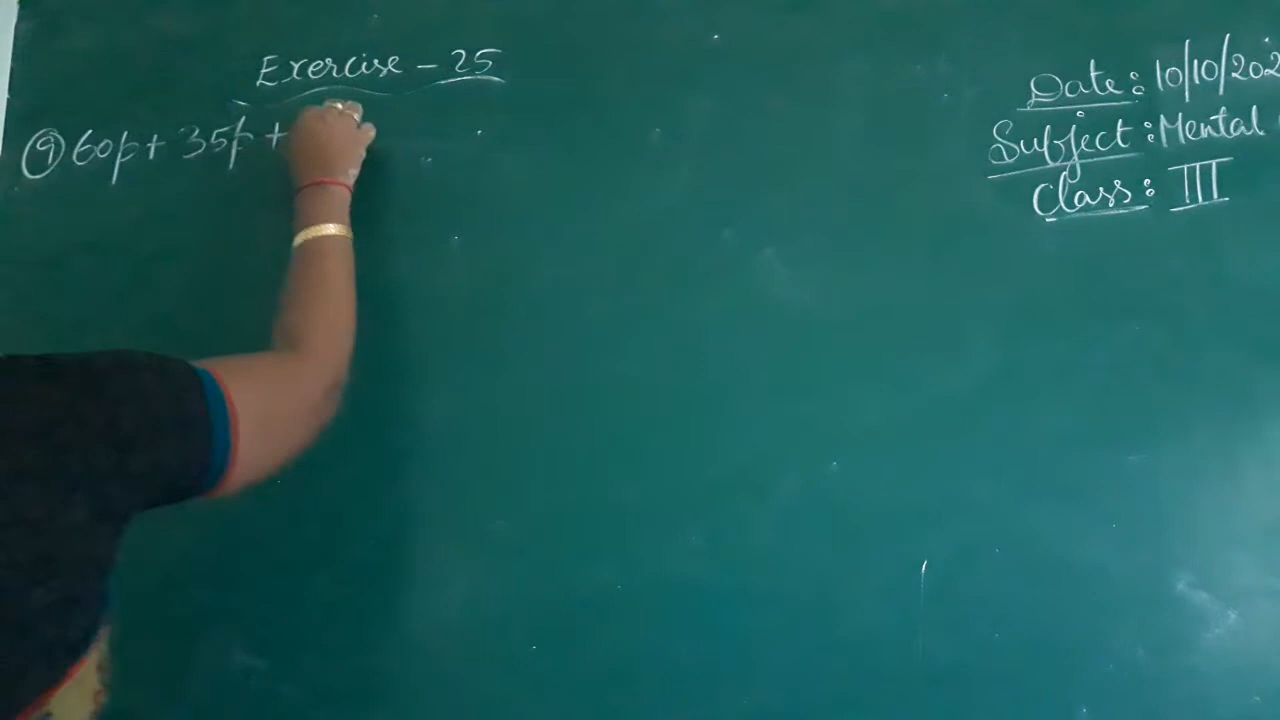 Exercise - 25
Date: 10/10/202
Subject: Mental
Class: III
⑨ 60p + 35p +